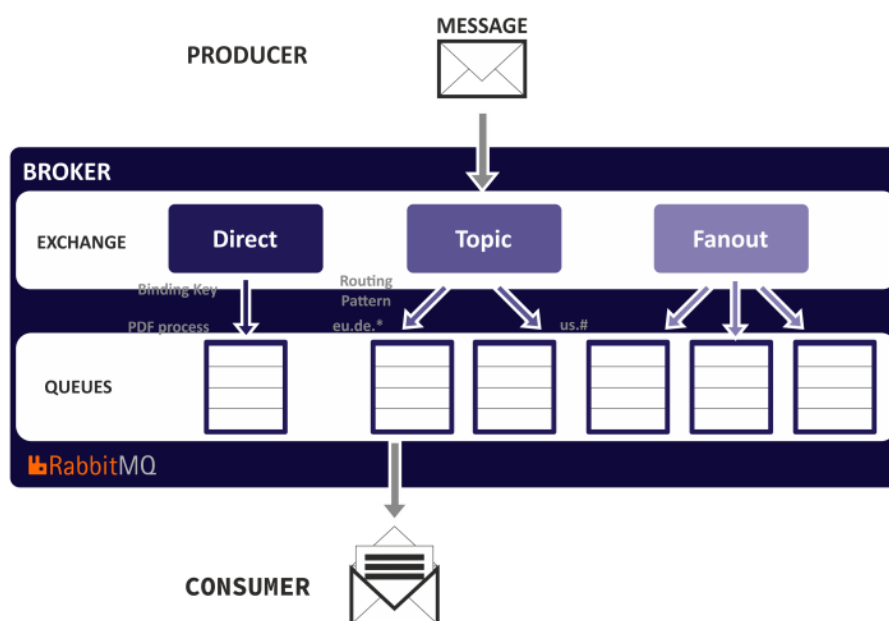 MESSAGE
PRODUCER
BROKER
EXCHANGE
Direct
Topic
Fanout
Binding Key
Routing
Pattern
PDF process
eu.de.*
us.#
QUEUES
RabbitMQ
CONSUMER